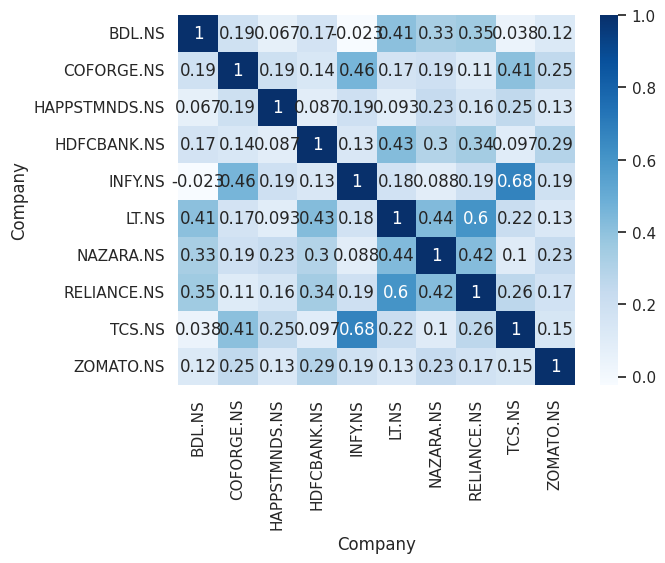 BDL.NS 1 0.19 0.067 0.17 -0.023 0.41 0.33 0.35 0.038 0.12
COFORGE.NS 0.19 1 0.19 0.14 0.46 0.17 0.19 0.11 0.41 0.25
HAPPSTMNDS.NS 0.067 0.19 1 0.087 0.19 0.093 0.23 0.16 0.25 0.13
HDFCBANK.NS 0.17 0.14 0.087 1 0.13 0.43 0.3 0.34 0.097 0.29
INFY.NS -0.023 0.46 0.19 0.13 1 0.18 0.088 0.19 0.68 0.19
LT.NS 0.41 0.17 0.093 0.43 0.18 1 0.44 0.6 0.22 0.13
NAZARA.NS 0.33 0.19 0.23 0.3 0.088 0.44 1 0.42 0.1 0.23
RELIANCE.NS 0.35 0.11 0.16 0.34 0.19 0.6 0.42 1 0.26 0.17
TCS.NS 0.038 0.41 0.25 0.097 0.68 0.22 0.1 0.26 1 0.15
ZOMATO.NS 0.12 0.25 0.13 0.29 0.19 0.13 0.23 0.17 0.15 1
Company
BDL.NS
COFORGE.NS
HAPPSTMNDS.NS
HDFCBANK.NS
INFY.NS
LT.NS
NAZARA.NS
RELIANCE.NS
TCS.NS
ZOMATO.NS
Company
1.0
0.8
0.6
0.4
0.2
0.0